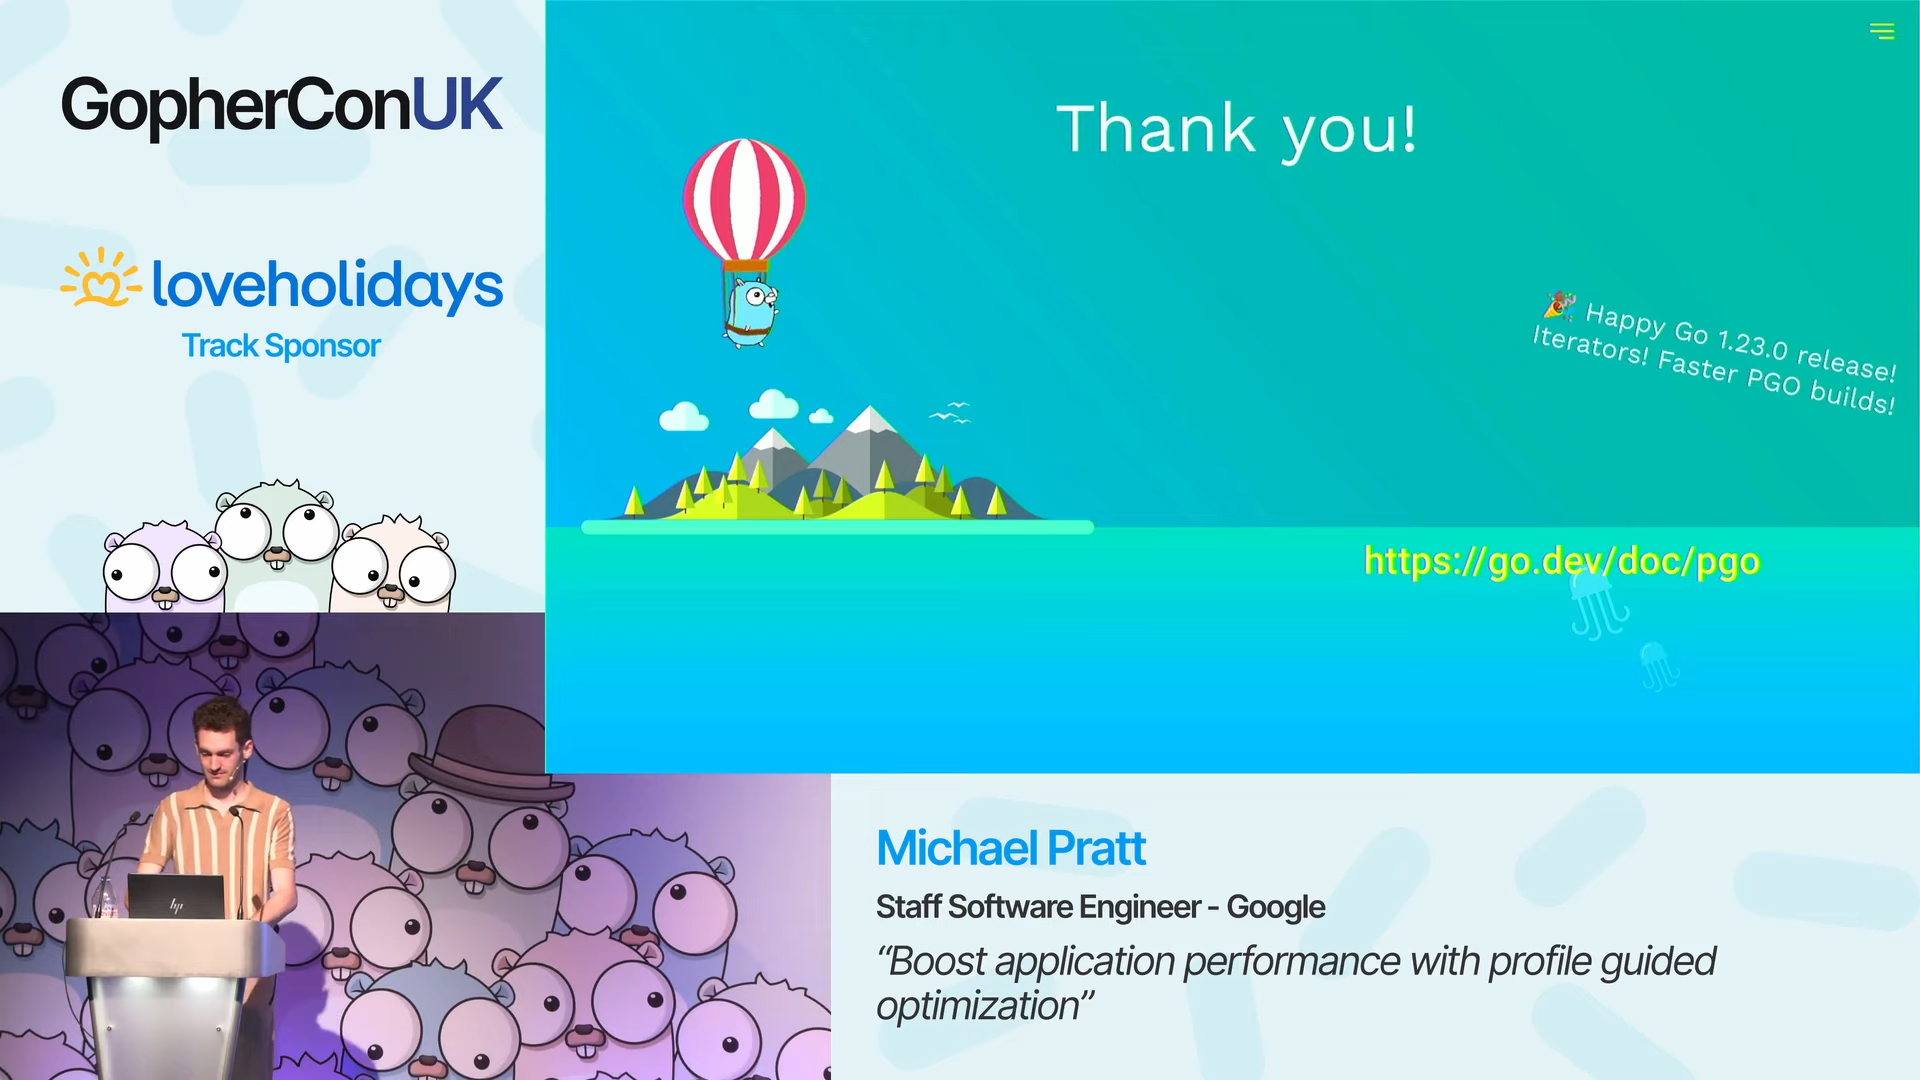 GopherConUK
loveholidays
Track Sponsor
Thank you!
🎉 Happy Go 1.23.0 release!
Iterators! Faster PGO builds!
https://go.dev/doc/pgo
hp
Michael Pratt
Staff Software Engineer - Google
“Boost application performance with profile guided
optimization”